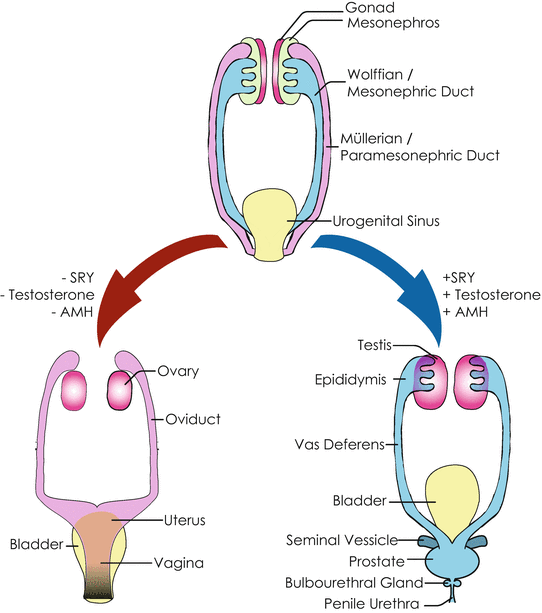 Gonad
Mesonephros
Wolffian /
Mesonephric Duct
Müllerian /
Paramesonephric Duct
Urogenital Sinus
- SRY
- Testosterone
- AMH
+SRY
+ Testosterone
+ AMH
Ovary
Oviduct
Uterus
Bladder
Vagina
Testis
Epididymis
Vas Deferens
Bladder
Seminal Vessicle
Prostate
Bulbourethral Gland
Penile Urethra